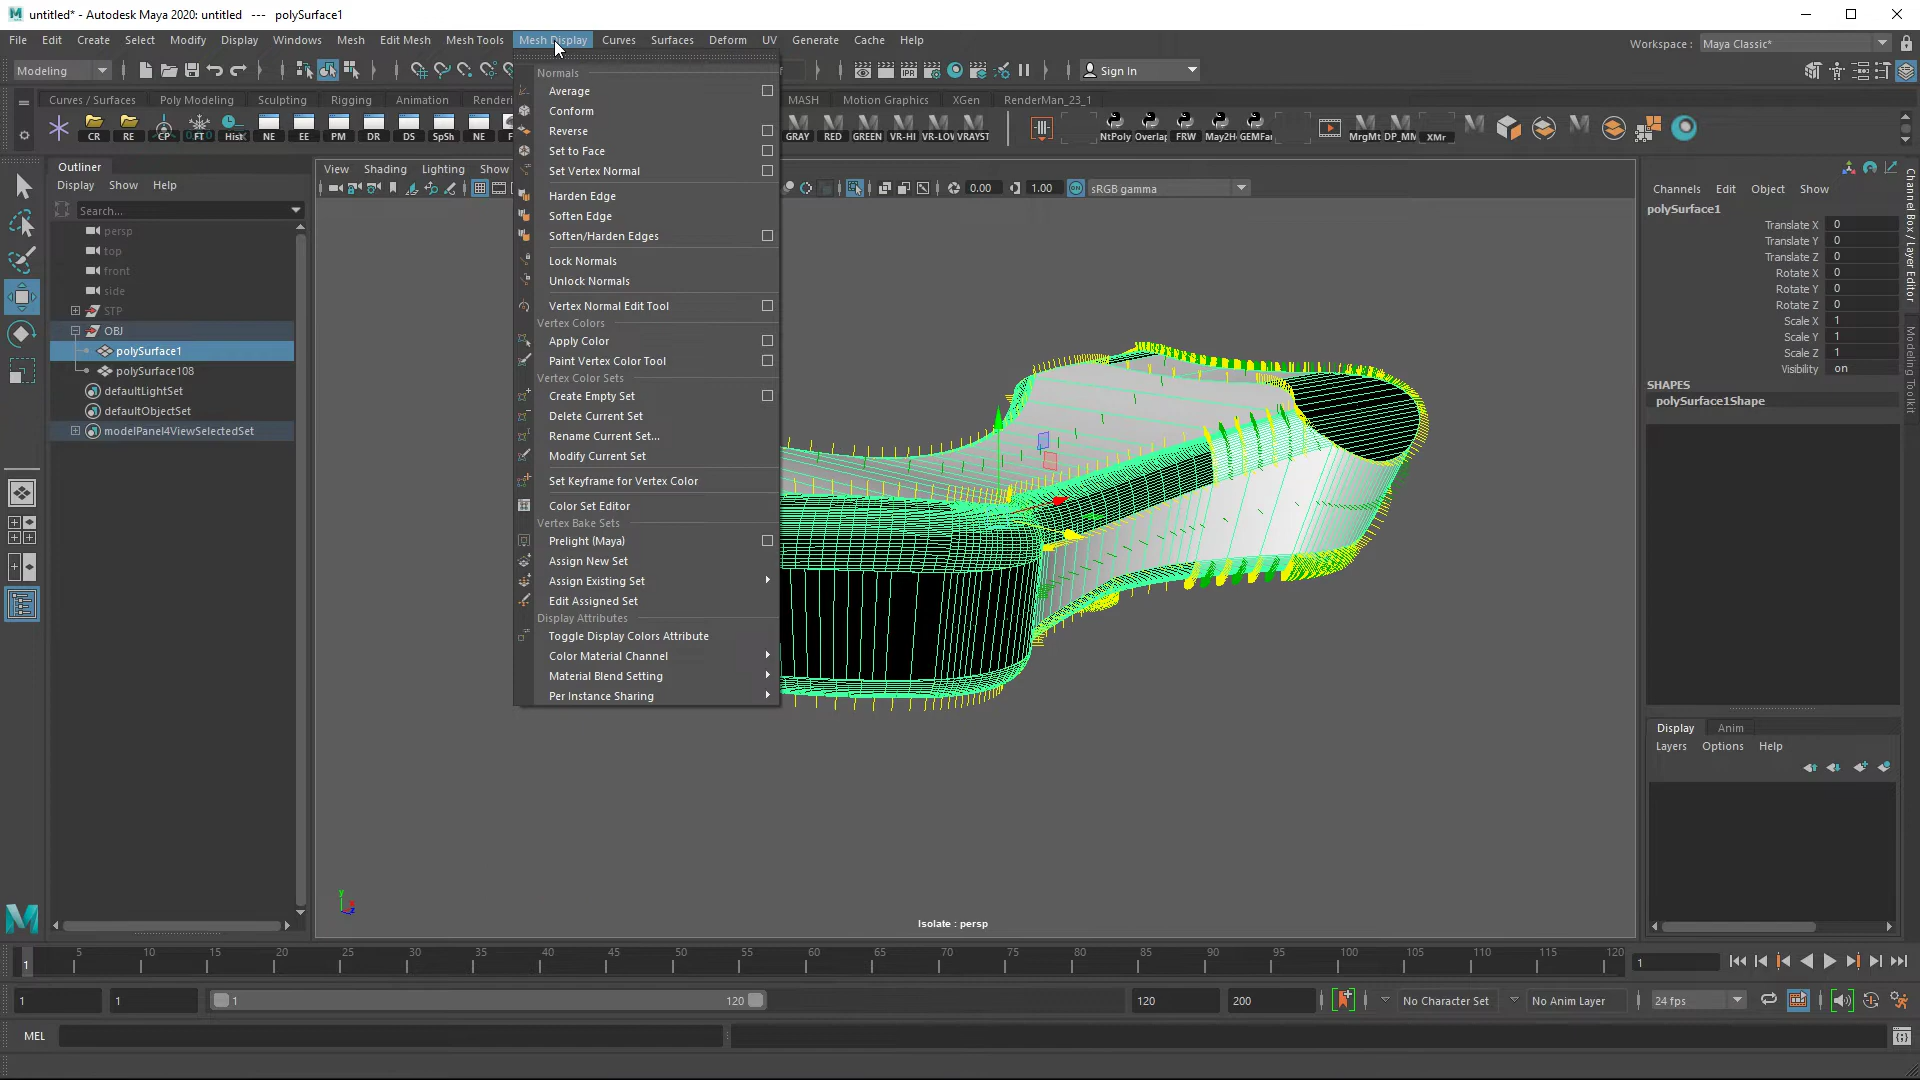 untitled* - Autodesk Maya 2020: untitled --- polySurface1
File Edit Create Select Modify Display Windows Mesh Edit Mesh Mesh Tools Mesh Display Curves Surfaces Deform UV Generate Cache Help
Workspace : Maya Classic*
Modeling
IPR
Sign In
Curves / Surfaces Poly Modeling Sculpting Rigging Animation Renderi MASH Motion Graphics XGen RenderMan_23_1
CR RE CP FT Hist NE EE PM DR DS SpSh NE GRAY RED GREEN VR-HI VR-LOV VRAYST NtPoly Overlap FRW May2H GEMFar MrgMt DP_MN XMr
Outliner
Display Show Help
Search...
persp
top
front
side
STP
OBJ
polySurface1
polySurface108
defaultLightSet
defaultObjectSet
modelPanel4ViewSelectedSet
View Shading Lighting Show
0.00 1.00 sRGB gamma
Normals
Average
Conform
Reverse
Set to Face
Set Vertex Normal
Harden Edge
Soften Edge
Soften/Harden Edges
Lock Normals
Unlock Normals
Vertex Normal Edit Tool
Vertex Colors
Apply Color
Paint Vertex Color Tool
Vertex Color Sets
Create Empty Set
Delete Current Set
Rename Current Set...
Modify Current Set
Set Keyframe for Vertex Color
Color Set Editor
Vertex Bake Sets
Prelight (Maya)
Assign New Set
Assign Existing Set
Edit Assigned Set
Display Attributes
Toggle Display Colors Attribute
Color Material Channel
Material Blend Setting
Per Instance Sharing
Isolate : persp
Channels Edit Object Show
polySurface1
Translate X 0
Translate Y 0
Translate Z 0
Rotate X 0
Rotate Y 0
Rotate Z 0
Scale X 1
Scale Y 1
Scale Z 1
Visibility on
SHAPES
polySurface1Shape
Channel Box / Layer Editor
Modeling Toolkit
Display Anim
Layers Options Help
5 10 15 20 25 30 35 40 45 50 55 60 65 70 75 80 85 90 95 100 105 110 115 120
1
1
1 1 1 120 120 200 No Character Set No Anim Layer 24 fps
MEL